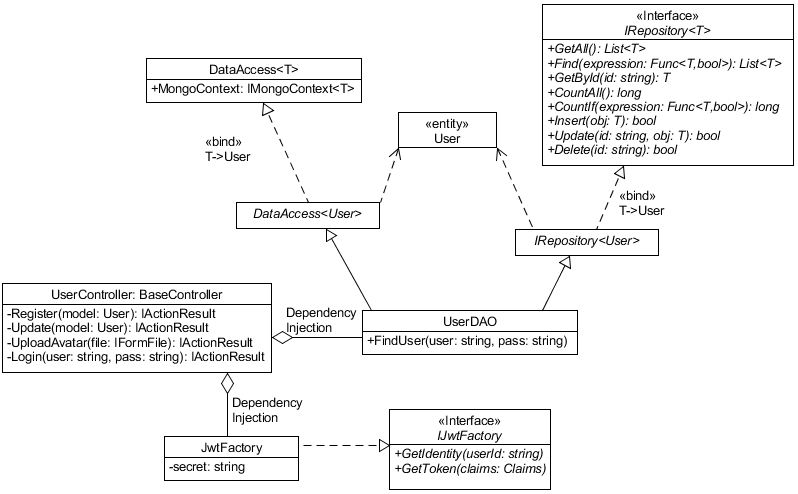 «Interface»
IRepository<T>
+GetAll(): List<T>
+Find(expression: Func<T,bool>): List<T>
+GetById(id: string): T
+CountAll(): long
+CountIf(expression: Func<T,bool>): long
+Insert(obj: T): bool
+Update(id: string, obj: T): bool
+Delete(id: string): bool
DataAccess<T>
+MongoContext: IMongoContext<T>
«entity»
User
«bind»
T->User
«bind»
T->User
DataAccess<User>
IRepository<User>
UserController: BaseController
-Register(model: User): IActionResult
-Update(model: User): IActionResult
-UploadAvatar(file: IFormFile): IActionResult
-Login(user: string, pass: string): IActionResult
Dependency
Injection
UserDAO
+FindUser(user: string, pass: string)
Dependency
Injection
JwtFactory
-secret: string
«Interface»
IJwtFactory
+GetIdentity(userId: string)
+GetToken(claims: Claims)